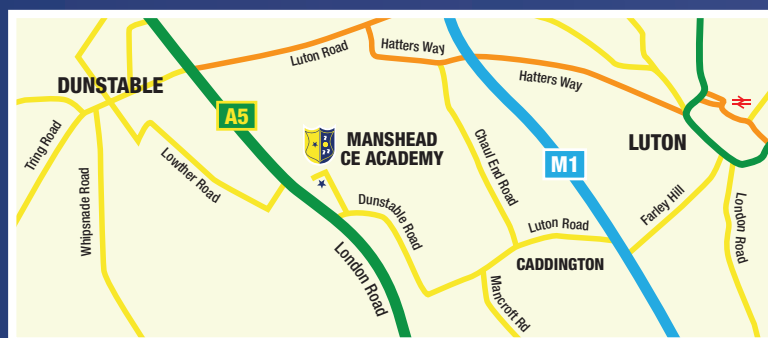 Luton Road
Hatters Way
DUNSTABLE
Hatters Way
A5
Tring Road
MANSHEAD
CE ACADEMY
LUTON
Lowther Road
Chaul End Road
M1
Whipsnade Road
Dunstable Road
Farley Hill
London Road
Luton Road
London Road
CADDINGTON
Mancroft Rd